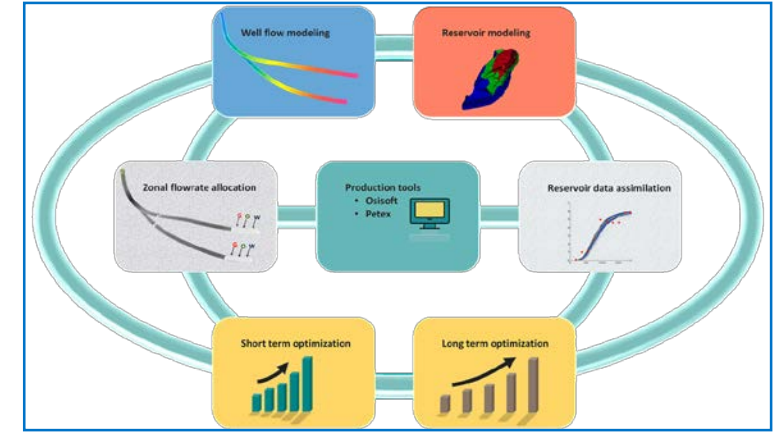 Well flow modeling
Reservoir modeling
Zonal flowrate allocation
G O W
G O W
Production tools
• Osisoft
• Petex
Reservoir data assimilation
Short term optimization
Long term optimization